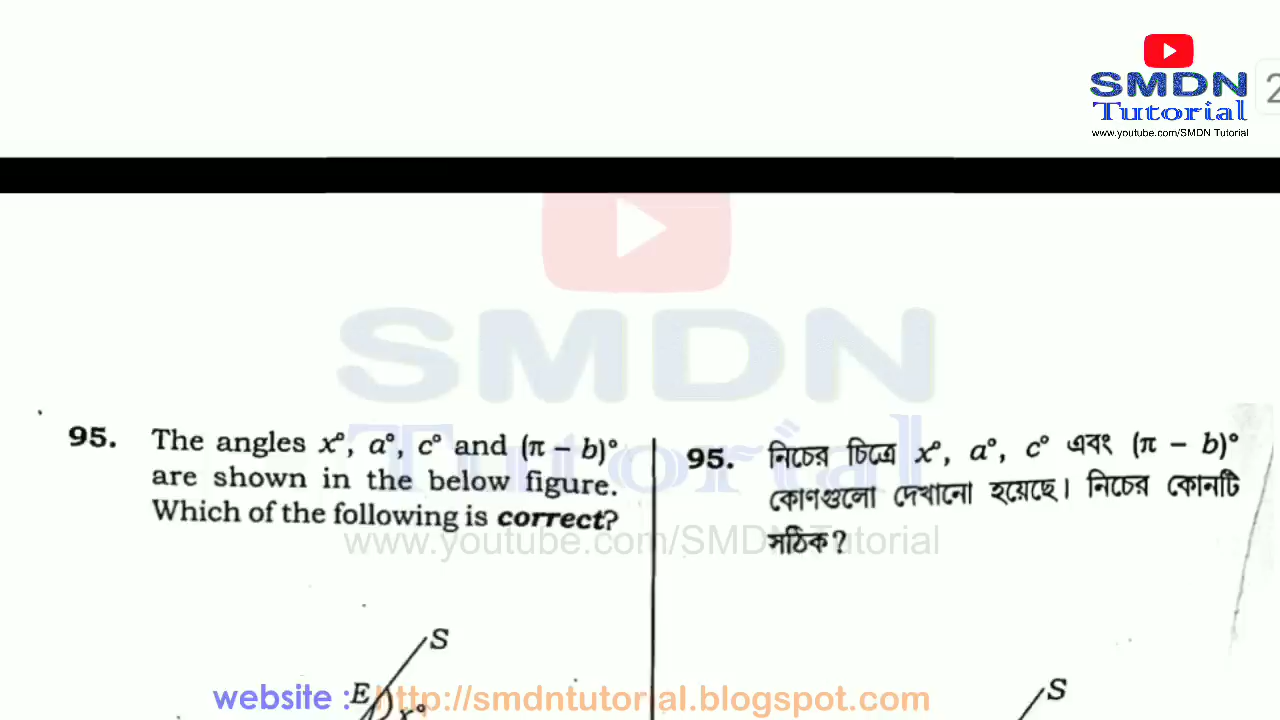 SMDN
Tutorial
www.youtube.com/SMDN Tutorial
2
SMDN
Tutorial
www.youtube.com/SMDN Tutorial
95. The angles x°, a°, c° and (π – b)°
are shown in the below figure.
Which of the following is correct?
S
E
x°
95. নিচের চিত্রে x°, a°, c° এবং (π – b)°
কোণগুলো দেখানো হয়েছে। নিচের কোনটি
সঠিক?
S
website : http://smdntutorial.blogspot.com